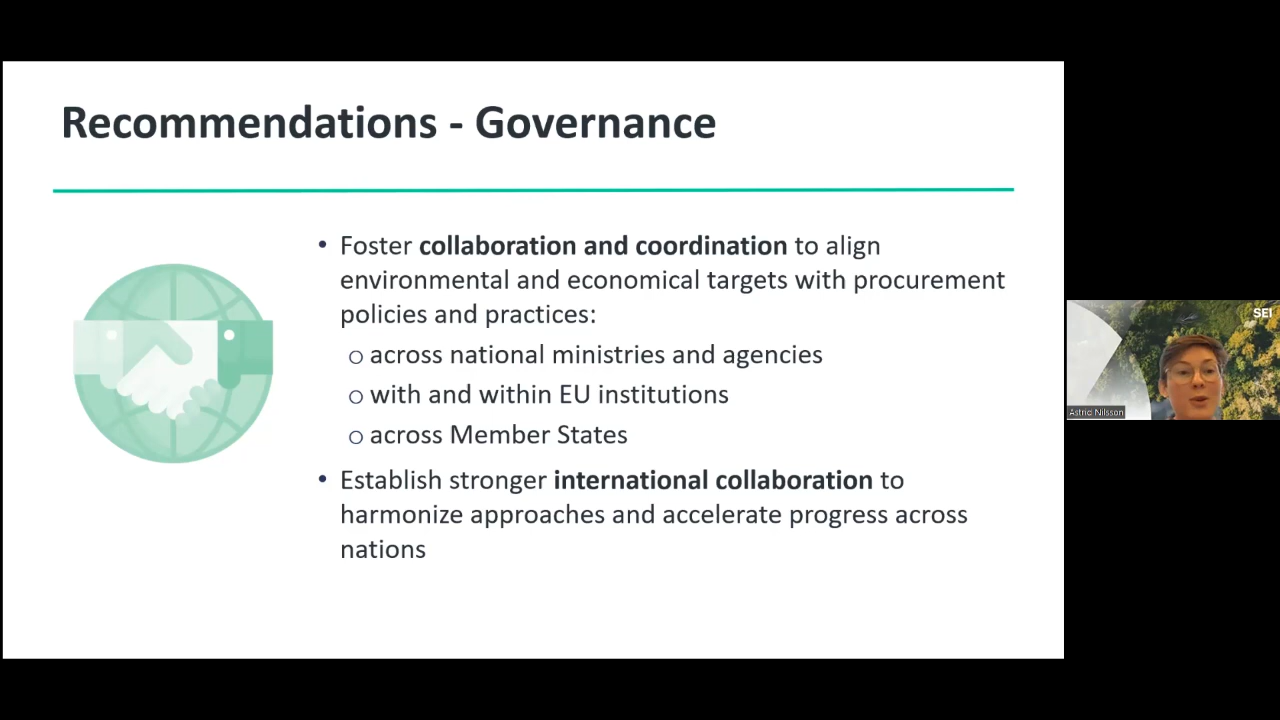 Recommendations - Governance
• Foster collaboration and coordination to align
environmental and economical targets with procurement
policies and practices:
o across national ministries and agencies
o with and within EU institutions
o across Member States
• Establish stronger international collaboration to
harmonize approaches and accelerate progress across
nations
SEI
Astrid Nilsson